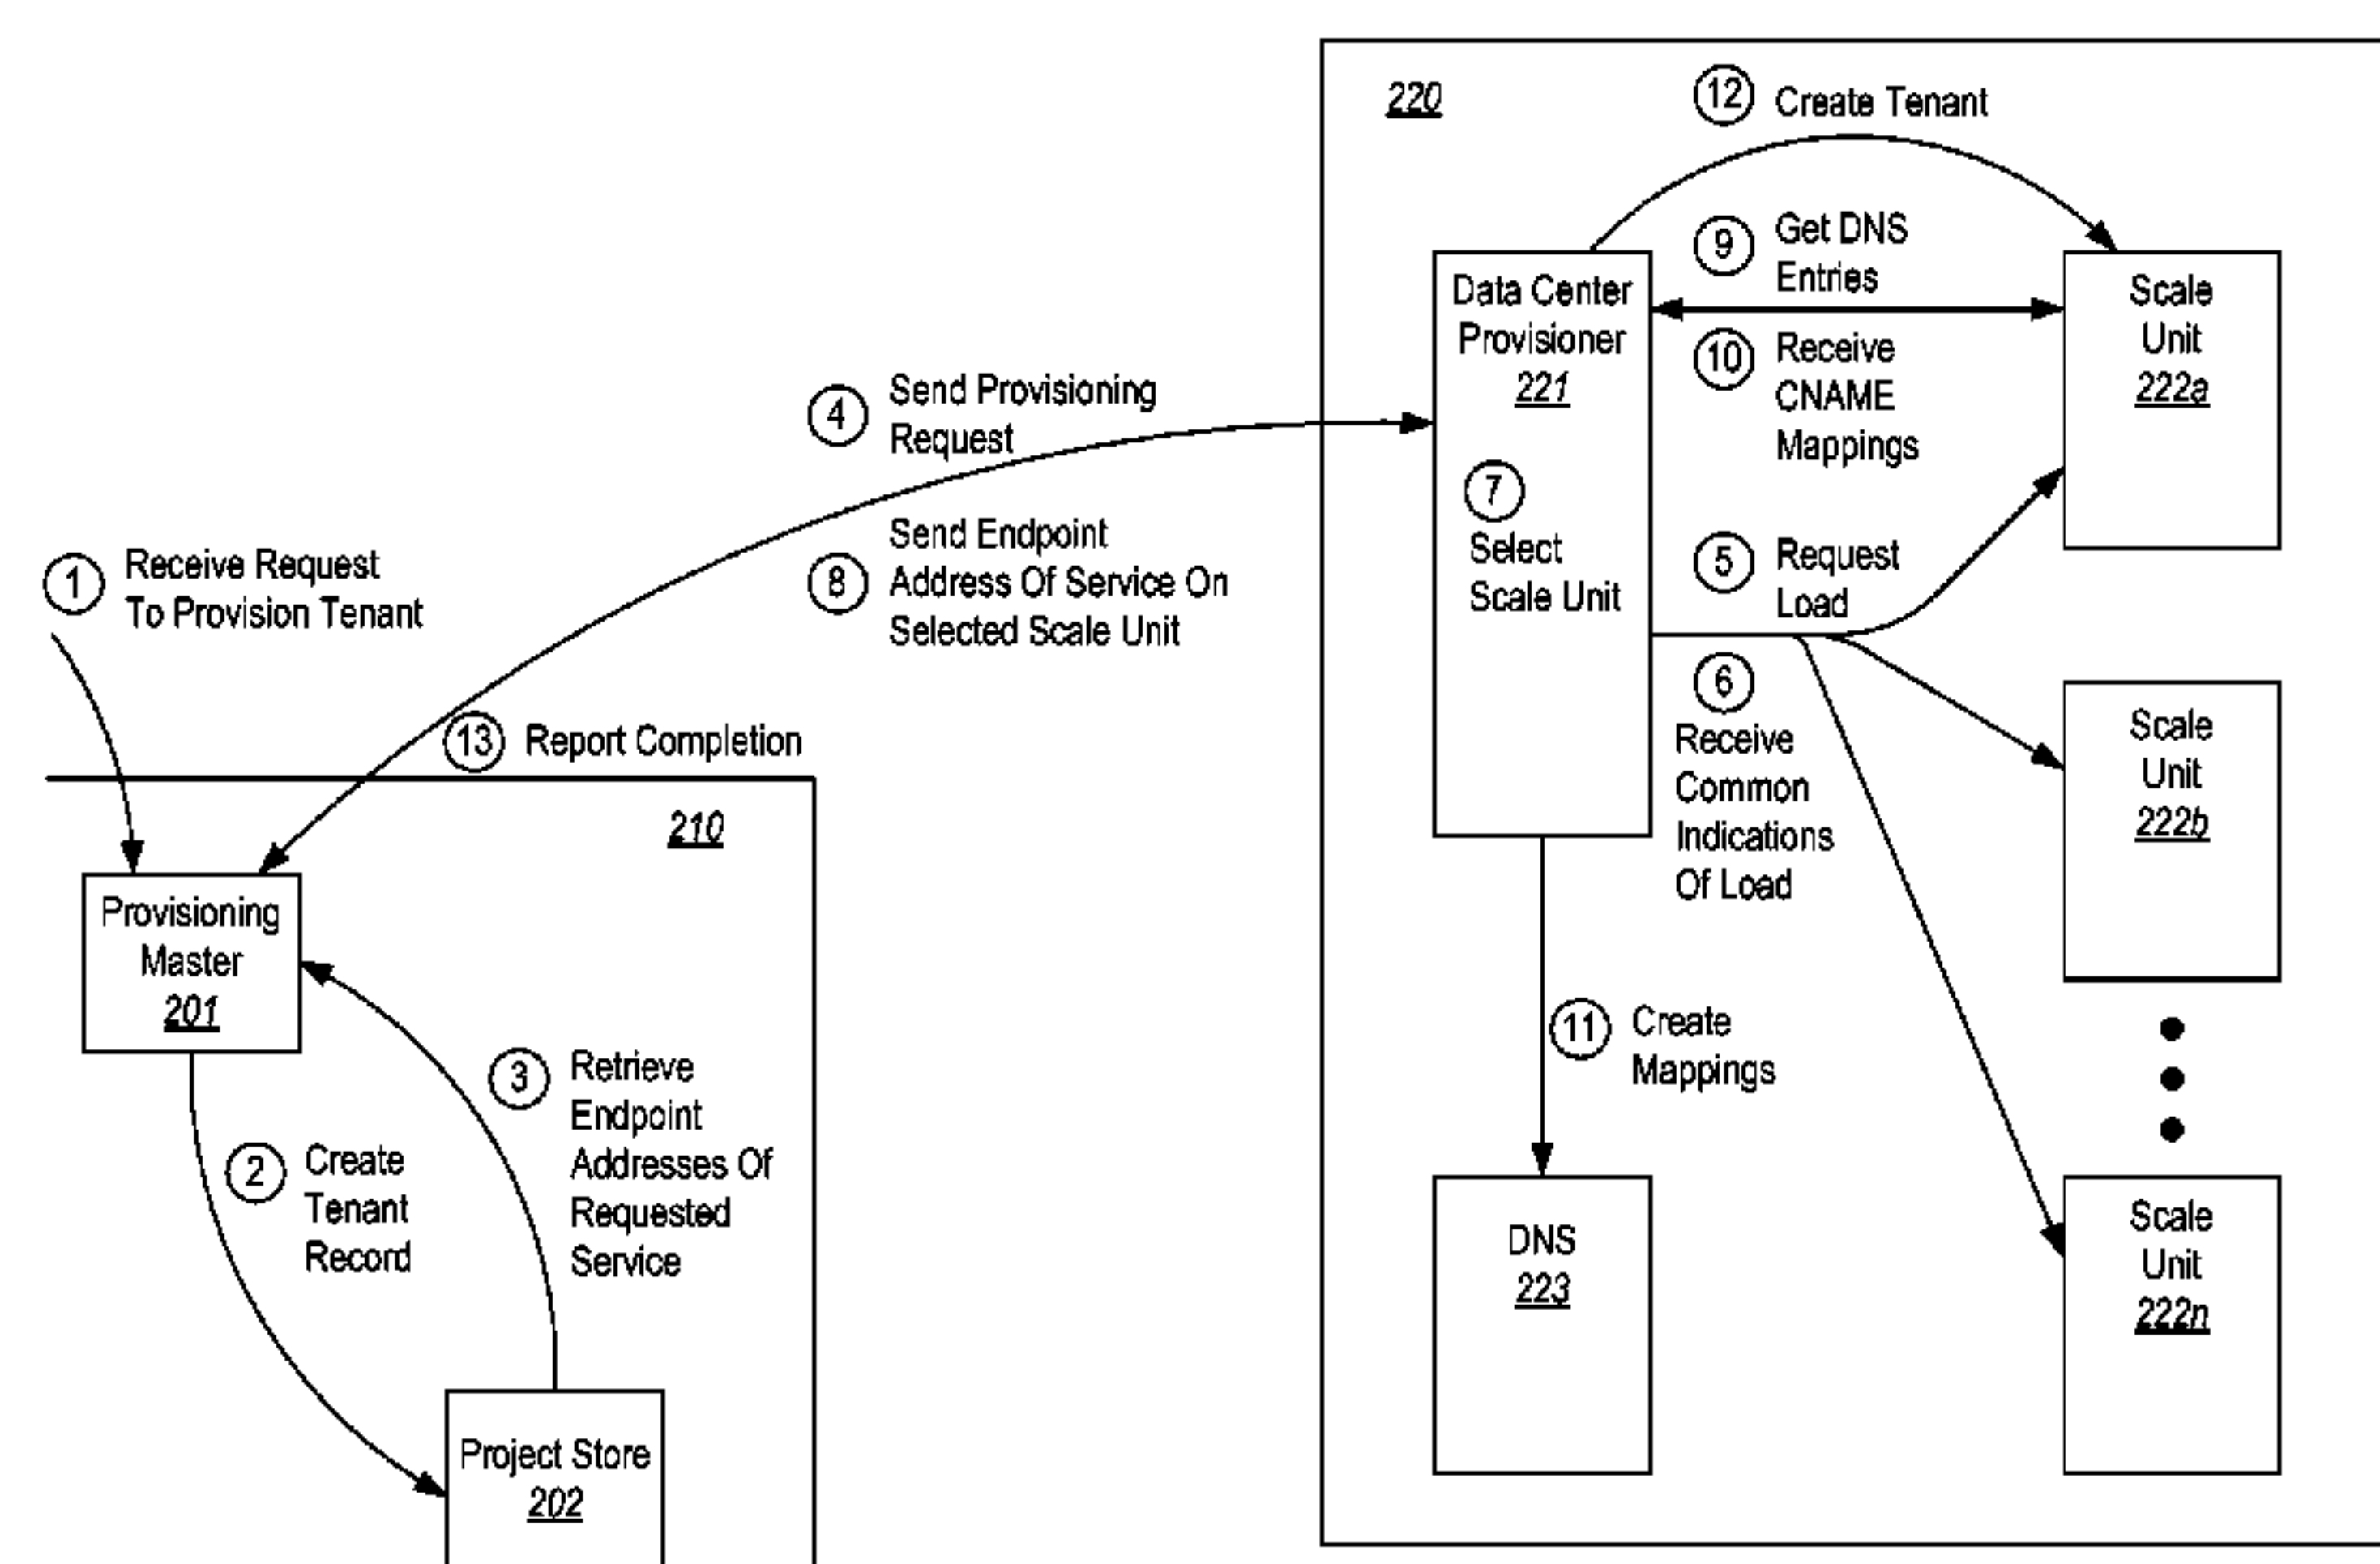 220
12 Create Tenant
9 Get DNS
Entries
Data Center
Provisioner
221
10 Receive
CNAME
Mappings
Scale
Unit
222a
4 Send Provisioning
Request
7
Select
Scale Unit
8 Send Endpoint
Address Of Service On
Selected Scale Unit
5 Request
Load
1 Receive Request
To Provision Tenant
6
Receive
Common
Indications
Of Load
Scale
Unit
222b
13 Report Completion
210
Provisioning
Master
201
11 Create
Mappings
3 Retrieve
Endpoint
Addresses Of
Requested
Service
2 Create
Tenant
Record
DNS
223
Scale
Unit
222n
Project Store
202